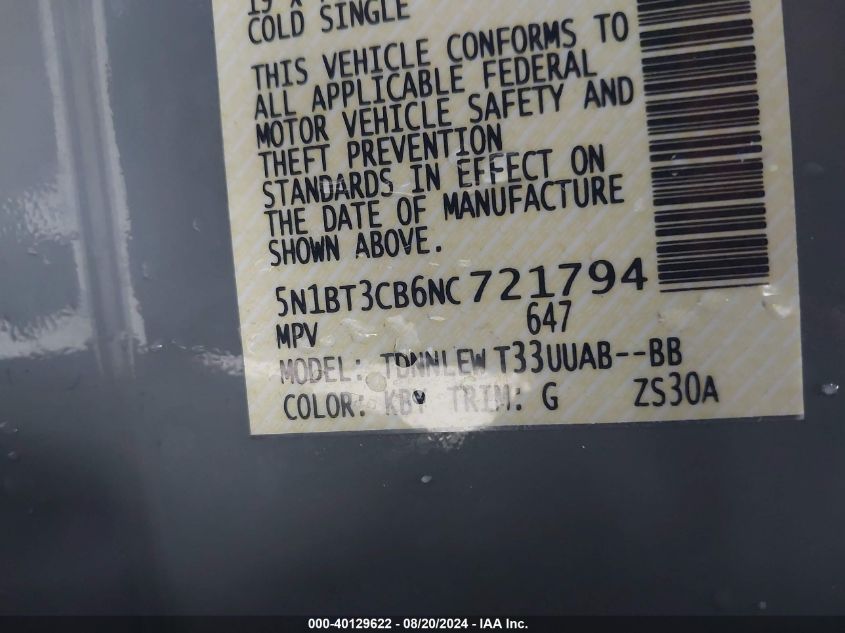 COLD SINGLE
THIS VEHICLE CONFORMS TO
ALL APPLICABLE FEDERAL
MOTOR VEHICLE SAFETY AND
THEFT PREVENTION
STANDARDS IN EFFECT ON
THE DATE OF MANUFACTURE
SHOWN ABOVE.
5N1BT3CB6NC721794
MPV 647
MODEL: TDNNLEW T33UUAB--BB
COLOR: KBY TRIM: G ZS30A
000-40129622 - 08/20/2024 - IAA Inc.